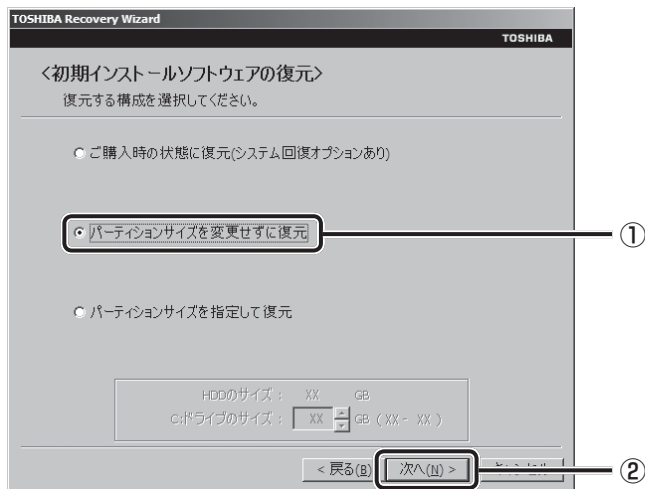 TOSHIBA Recovery Wizard
TOSHIBA
<初期インストールソフトウェアの復元>
復元する構成を選択してください。
ご購入時の状態に復元(システム回復オプションあり)
パーティションサイズを変更せずに復元
①
パーティションサイズを指定して復元
HDDのサイズ: XX GB
C:ドライブのサイズ: XX GB ( XX - XX )
< 戻る(B) 次へ(N) >
②